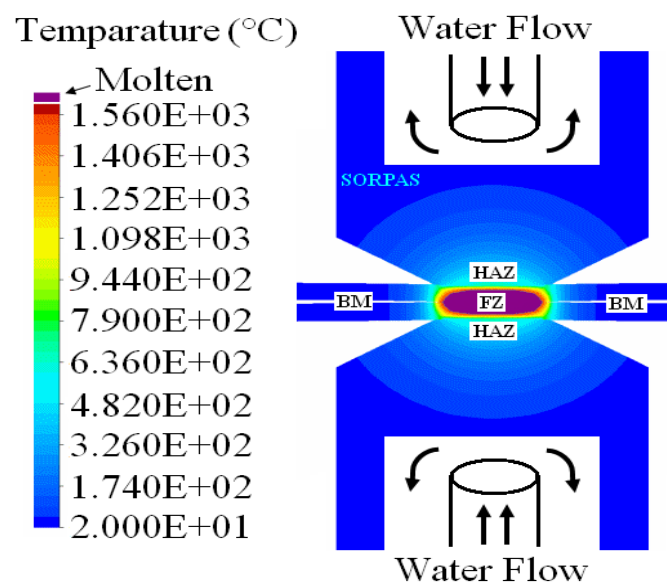 Temparature (°C)
Molten
1.560E+03
1.406E+03
1.252E+03
1.098E+03
9.440E+02
7.900E+02
6.360E+02
4.820E+02
3.260E+02
1.740E+02
2.000E+01
Water Flow
SORPAS
HAZ
BM
FZ
BM
HAZ
Water Flow